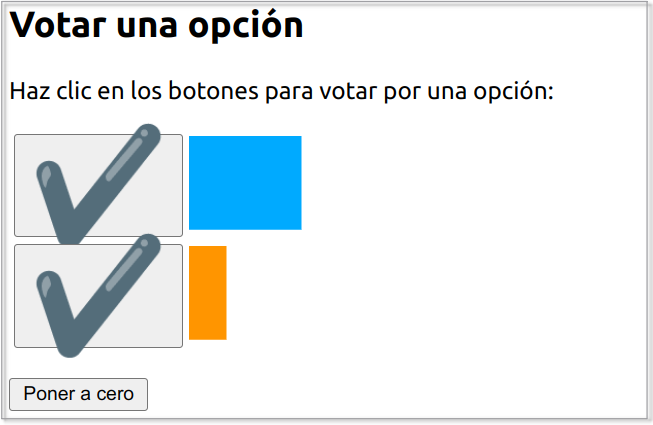 Votar una opción
Haz clic en los botones para votar por una opción:
✔
✔
Poner a cero